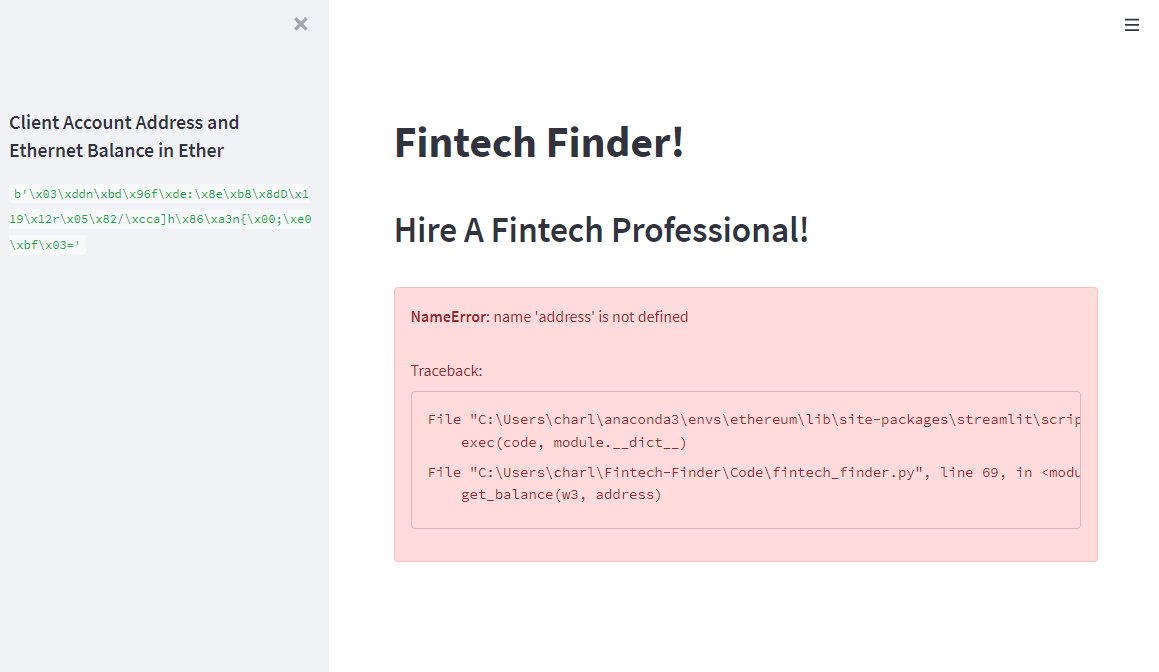 Client Account Address and
Ethernet Balance in Ether
b'\x03\xddn\xbd\x96f\xde:\x8e\xb8\x8dD\x1
19\x12r\x05\x82/\xcca]h\x86\xa3n{\x00;\xe0
\xbf\x03='
Fintech Finder!
Hire A Fintech Professional!
NameError: name 'address' is not defined
Traceback:
File "C:\Users\charl\anaconda3\envs\ethereum\lib\site-packages\streamlit\scrip
exec(code, module.__dict__)
File "C:\Users\charl\Fintech-Finder\Code\fintech_finder.py", line 69, in <modu
get_balance(w3, address)